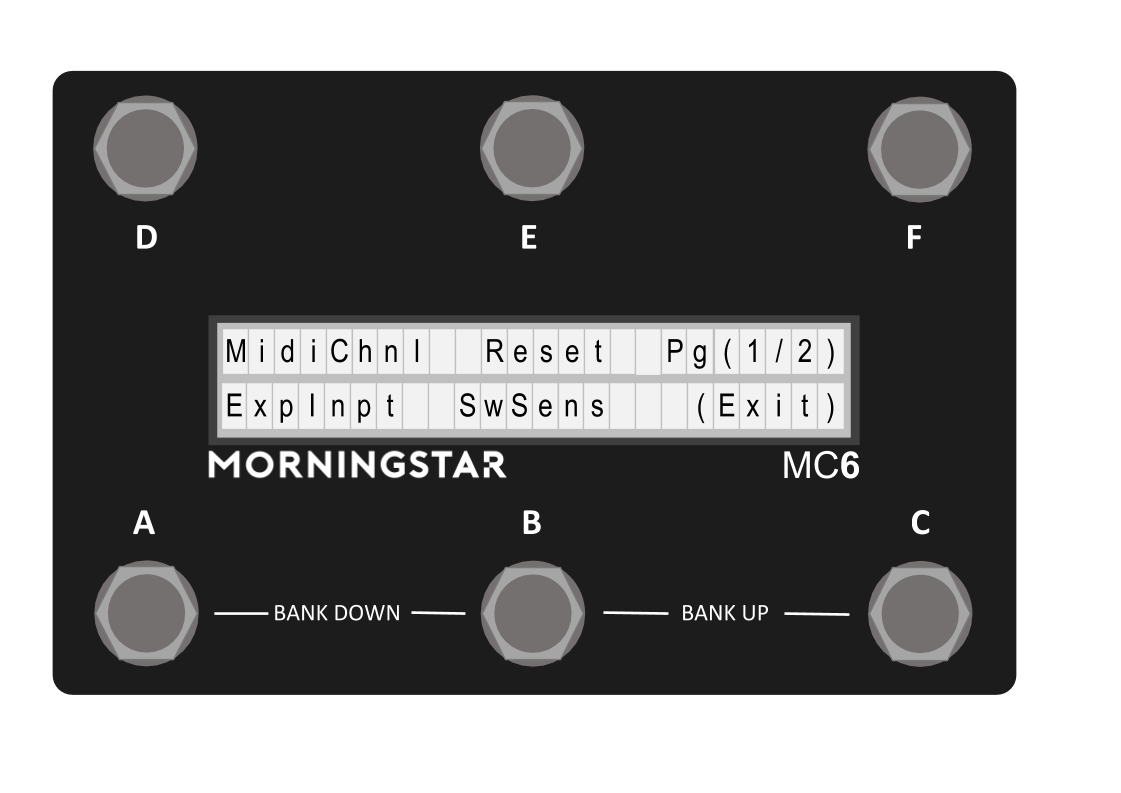 D E F
MidiChnl Reset Pg(1/2)
ExpInpt SwSens (Exit)
MORNINGSTAR MC6
A B C
BANK DOWN BANK UP